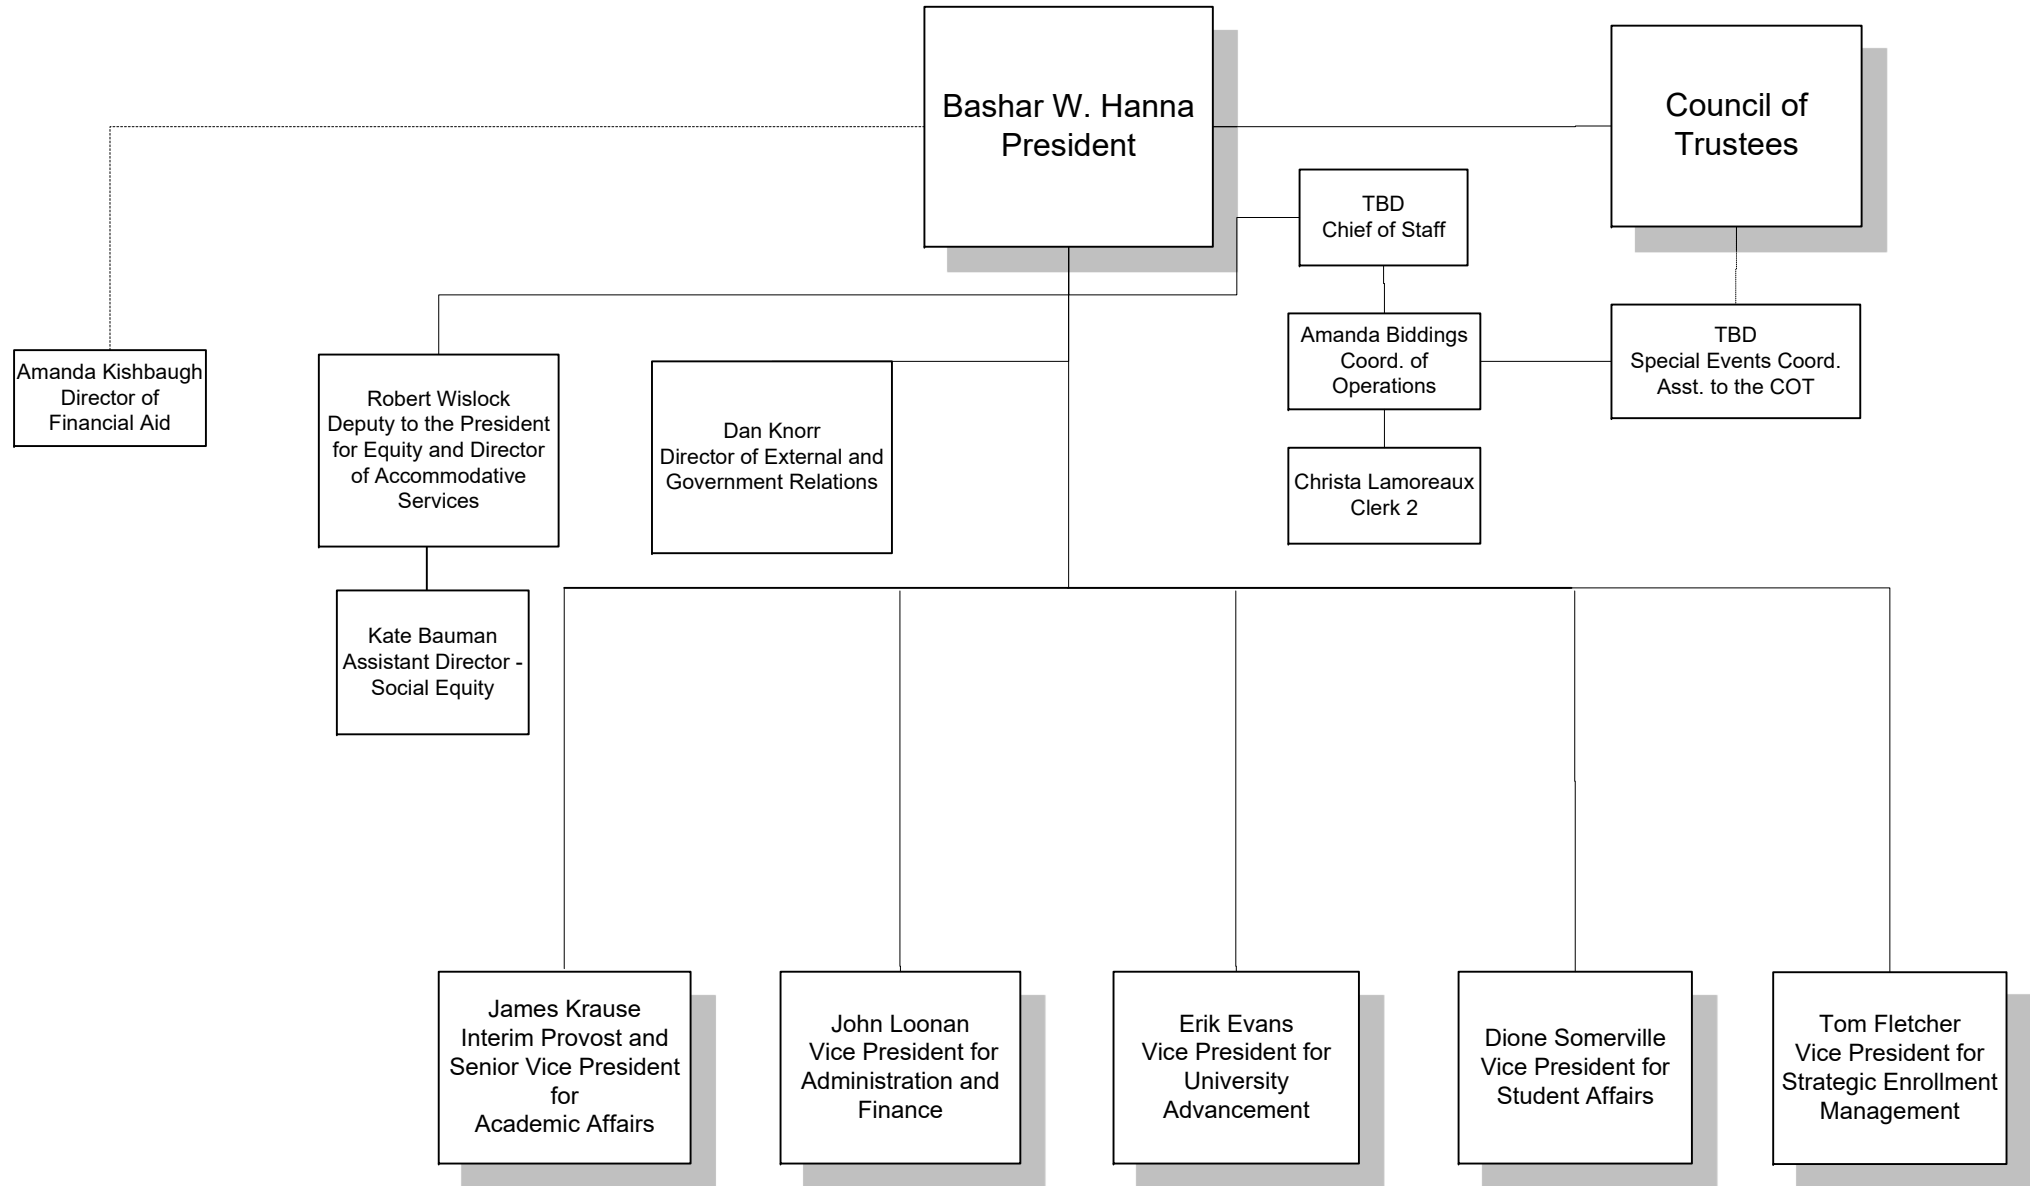 Bashar W. Hanna
President
Council of
Trustees
TBD
Chief of Staff
Amanda Kishbaugh
Director of
Financial Aid
Robert Wislock
Deputy to the President
for Equity and Director
of Accommodative
Services
Dan Knorr
Director of External and
Government Relations
Amanda Biddings
Coord. of
Operations
TBD
Special Events Coord.
Asst. to the COT
Christa Lamoreaux
Clerk 2
Kate Bauman
Assistant Director -
Social Equity
James Krause
Interim Provost and
Senior Vice President
for
Academic Affairs
John Loonan
Vice President for
Administration and
Finance
Erik Evans
Vice President for
University
Advancement
Dione Somerville
Vice President for
Student Affairs
Tom Fletcher
Vice President for
Strategic Enrollment
Management